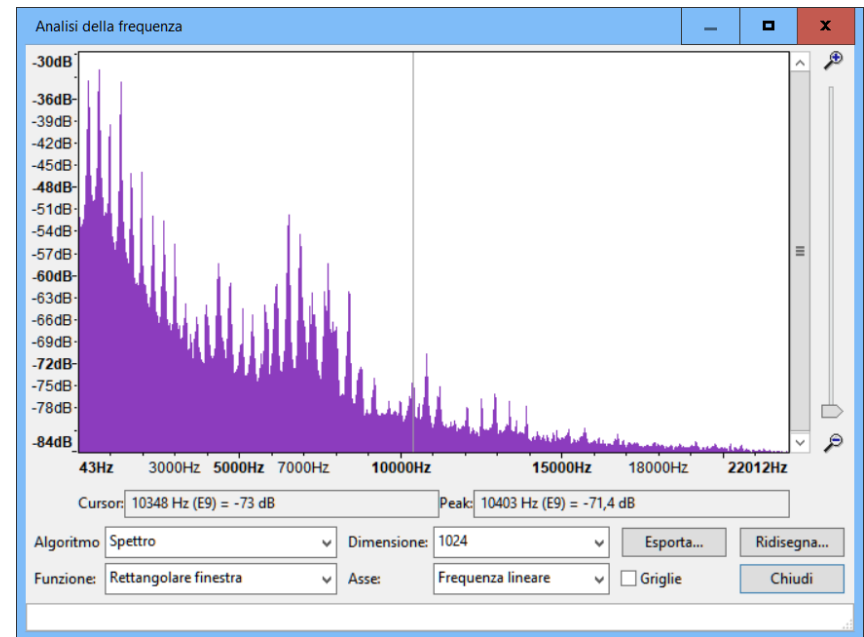 Analisi della frequenza
-30dB
-36dB
-39dB
-42dB
-45dB
-48dB
-51dB
-54dB
-57dB
-60dB
-63dB
-66dB
-69dB
-72dB
-75dB
-78dB
-84dB
43Hz 3000Hz 5000Hz 7000Hz 10000Hz 15000Hz 18000Hz 22012Hz
Cursor: 10348 Hz (E9) = -73 dB Peak: 10403 Hz (E9) = -71,4 dB
Algoritmo Spettro Dimensione: 1024 Esporta... Ridisegna...
Funzione: Rettangolare finestra Asse: Frequenza lineare Griglie Chiudi